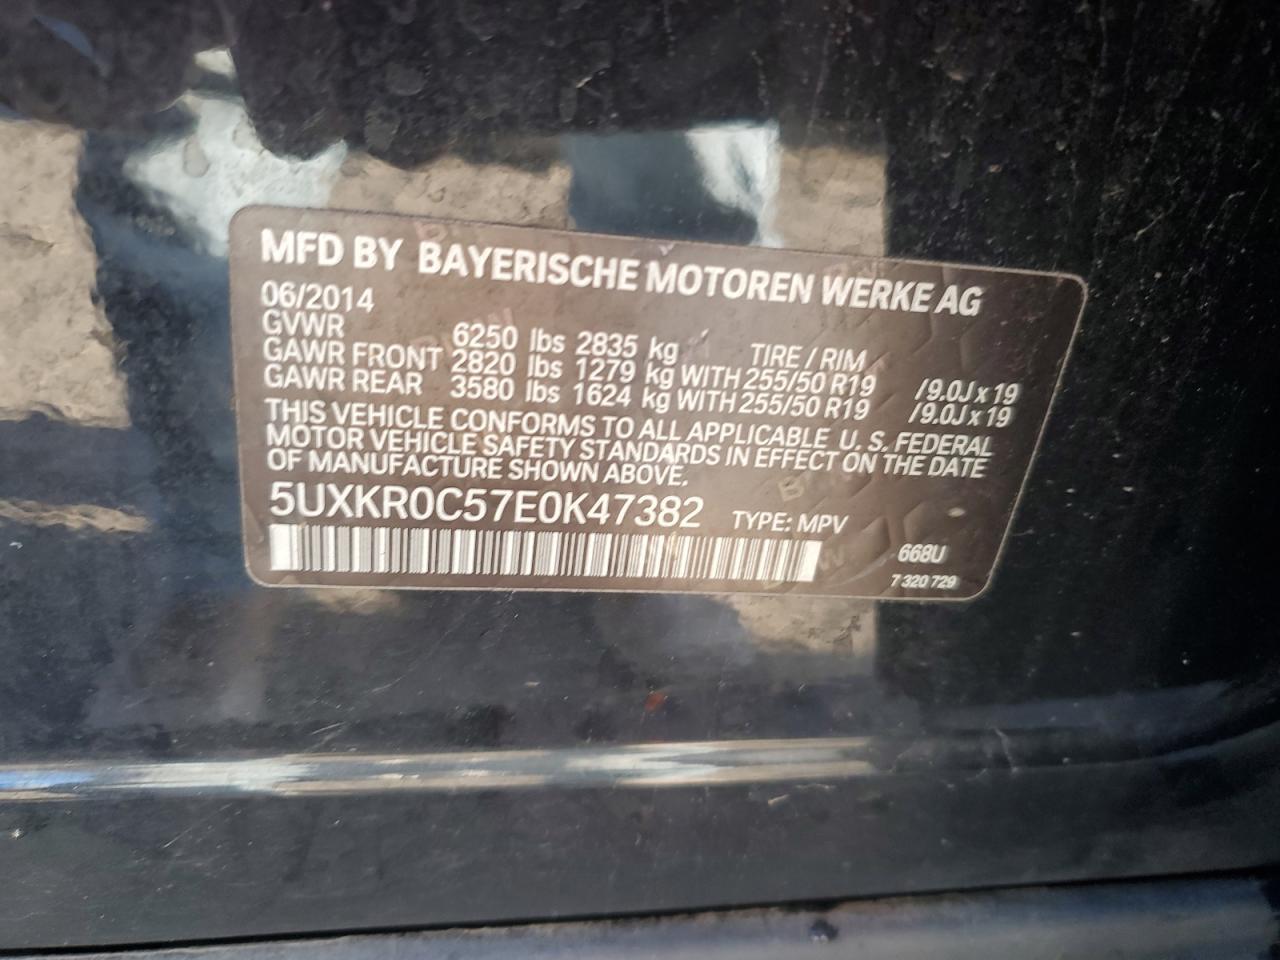 MFD BY BAYERISCHE MOTOREN WERKE AG
06/2014
GVWR 6250 lbs 2835 kg TIRE / RIM
GAWR FRONT 2820 lbs 1279 kg WITH 255/50 R19 /9.0J x 19
GAWR REAR 3580 lbs 1624 kg WITH 255/50 R19 /9.0J x 19
THIS VEHICLE CONFORMS TO ALL APPLICABLE U. S. FEDERAL
MOTOR VEHICLE SAFETY STANDARDS IN EFFECT ON THE DATE
OF MANUFACTURE SHOWN ABOVE.
5UXKR0C57E0K47382 TYPE: MPV
668U
7 320 729